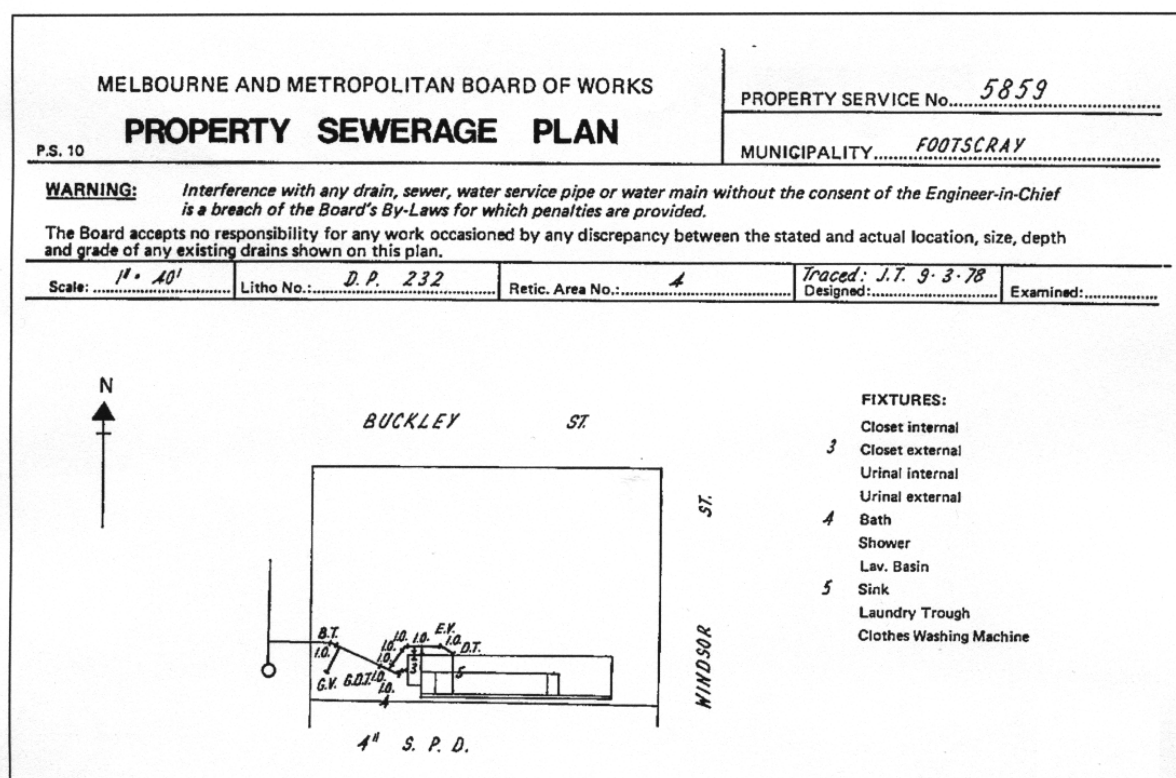 MELBOURNE AND METROPOLITAN BOARD OF WORKS
PROPERTY SEWERAGE PLAN
P.S. 10
PROPERTY SERVICE No. 5859
MUNICIPALITY FOOTSCRAY
WARNING: Interference with any drain, sewer, water service pipe or water main without the consent of the Engineer-in-Chief
is a breach of the Board's By-Laws for which penalties are provided.
The Board accepts no responsibility for any work occasioned by any discrepancy between the stated and actual location, size, depth
and grade of any existing drains shown on this plan.
Scale: 1" = 40'
Litho No.: D.P. 232
Retic. Area No.: 4
Traced: J.T. 9·3·78
Designed:
Examined:
N
BUCKLEY ST.
WINDSOR ST.
FIXTURES:
Closet internal
3 Closet external
Urinal internal
Urinal external
4 Bath
Shower
Lav. Basin
5 Sink
Laundry Trough
Clothes Washing Machine
B.T.
I.O.
G.V.
G.D.T.
I.O.
I.O.
I.O.
I.O.
I.O.
E.V.
I.O.
D.T.
3
5
4
4" S. P. D.